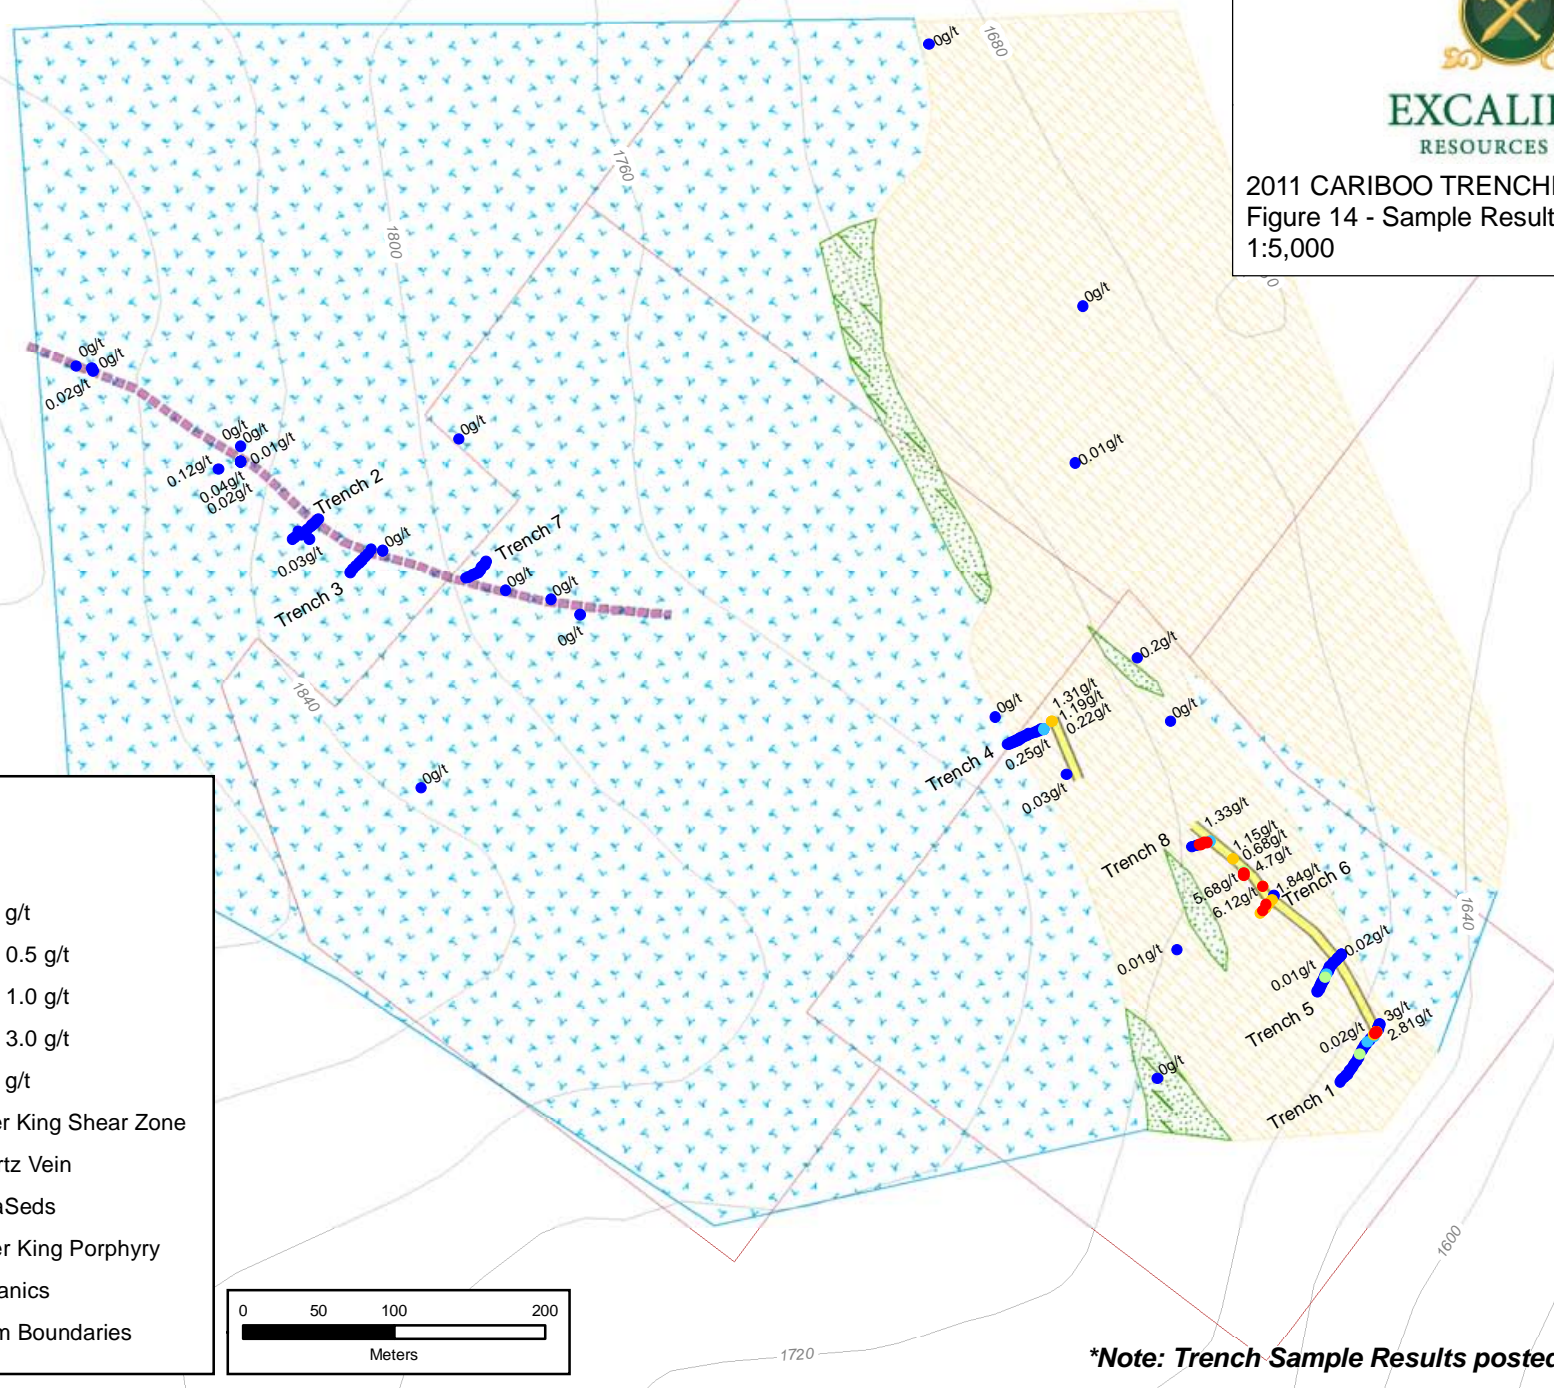 EXCALI
RESOURCES
2011 CARIBOO TRENCH
Figure 14 - Sample Result
1:5,000
1680
0g/t
1760
1800
0g/t
0g/t
0g/t
0.02g/t
0g/t
0.01g/t
0g/t
0g/t
0.01g/t
0.12g/t
0.04g/t
0.02g/t
Trench 2
0.03g/t
0g/t
Trench 3
Trench 7
0g/t
0g/t
0g/t
0.2g/t
0g/t
1840
0g/t
1.31g/t
1.19g/t
0.22g/t
0.25g/t
Trench 4
0.03g/t
0g/t
1.33g/t
Trench 8
1.15g/t
0.68g/t
4.7g/t
5.68g/t
1.84g/t
6.12g/t
Trench 6
0.01g/t
0.02g/t
0.01g/t
Trench 5
3g/t
2.81g/t
0.02g/t
Trench 1
0g/t
1640
1600
1720
g/t
0.5 g/t
1.0 g/t
3.0 g/t
g/t
er King Shear Zone
rtz Vein
aSeds
er King Porphyry
anics
m Boundaries
0 50 100 200
Meters
*Note: Trench Sample Results posted